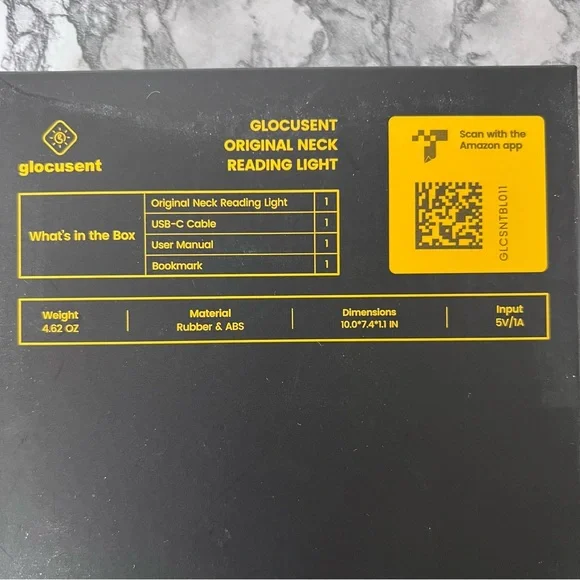 glocusent
GLOCUSENT
ORIGINAL NECK
READING LIGHT
Scan with the
Amazon app
GLCSNTBL011
What's in the Box
Original Neck Reading Light 1
USB-C Cable 1
User Manual 1
Bookmark 1
Weight
4.62 OZ
Material
Rubber & ABS
Dimensions
10.0*7.4*1.1 IN
Input
5V/1A